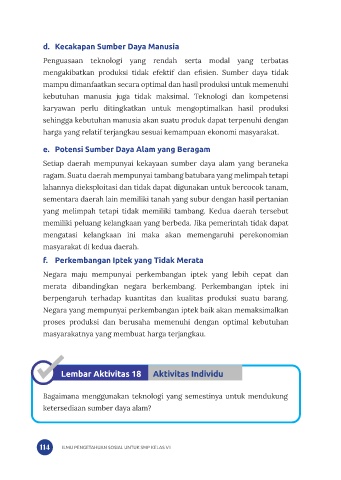 d. Kecakapan Sumber Daya Manusia
Penguasaan teknologi yang rendah serta modal yang terbatas
mengakibatkan produksi tidak efektif dan efisien. Sumber daya tidak
mampu dimanfaatkan secara optimal dan hasil produksi untuk memenuhi
kebutuhan manusia juga tidak maksimal. Teknologi dan kompetensi
karyawan perlu ditingkatkan untuk mengoptimalkan hasil produksi
sehingga kebutuhan manusia akan suatu produk dapat terpenuhi dengan
harga yang relatif terjangkau sesuai kemampuan ekonomi masyarakat.
e. Potensi Sumber Daya Alam yang Beragam
Setiap daerah mempunyai kekayaan sumber daya alam yang beraneka
ragam. Suatu daerah mempunyai tambang batubara yang melimpah tetapi
lahannya dieksploitasi dan tidak dapat digunakan untuk bercocok tanam,
sementara daerah lain memiliki tanah yang subur dengan hasil pertanian
yang melimpah tetapi tidak memiliki tambang. Kedua daerah tersebut
memiliki peluang kelangkaan yang berbeda. Jika pemerintah tidak dapat
mengatasi kelangkaan ini maka akan memengaruhi perekonomian
masyarakat di kedua daerah.
f. Perkembangan Iptek yang Tidak Merata
Negara maju mempunyai perkembangan iptek yang lebih cepat dan
merata dibandingkan negara berkembang. Perkembangan iptek ini
berpengaruh terhadap kuantitas dan kualitas produksi suatu barang.
Negara yang mempunyai perkembangan iptek baik akan memaksimalkan
proses produksi dan berusaha memenuhi dengan optimal kebutuhan
masyarakatnya yang membuat harga terjangkau.
Lembar Aktivitas 18 Aktivitas Individu
Bagaimana menggunakan teknologi yang semestinya untuk mendukung
ketersediaan sumber daya alam?
114 ILMU PENGETAHUAN SOSIAL UNTUK SMP KELAS VII